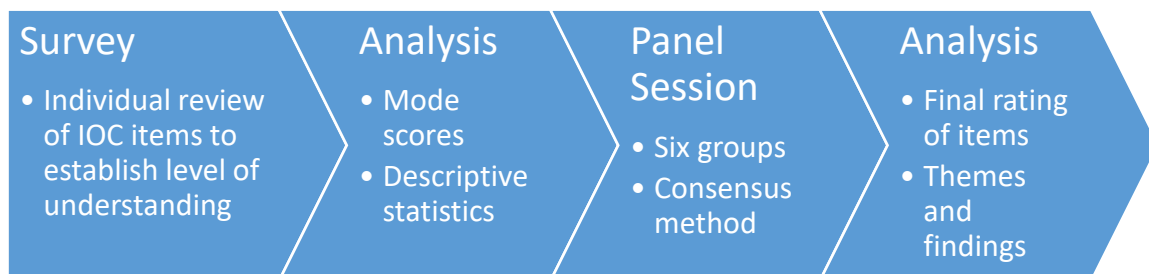 Survey
• Individual review
of IOC items to
establish level of
understanding
Analysis
• Mode
scores
• Descriptive
statistics
Panel
Session
• Six groups
• Consensus
method
Analysis
• Final rating
of items
• Themes
and
findings